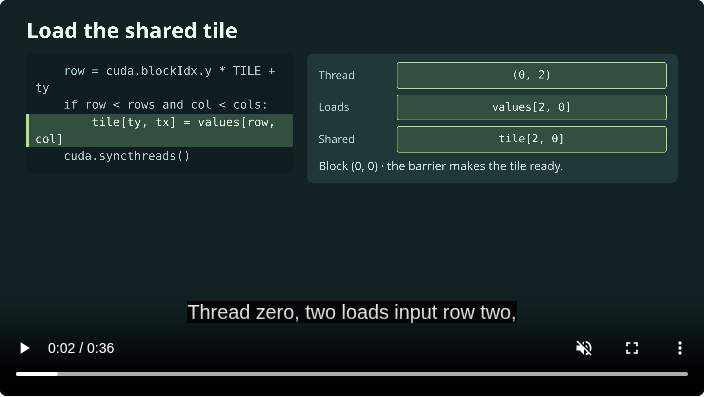 Load the shared tile
row = cuda.blockIdx.y * TILE +
ty
if row < rows and col < cols:
tile[ty, tx] = values[row,
col]
cuda.syncthreads()
Thread
(0, 2)
Loads
values[2, 0]
Shared
tile[2, 0]
Block (0, 0) · the barrier makes the tile ready.
Thread zero, two loads input row two,
0:02 / 0:36